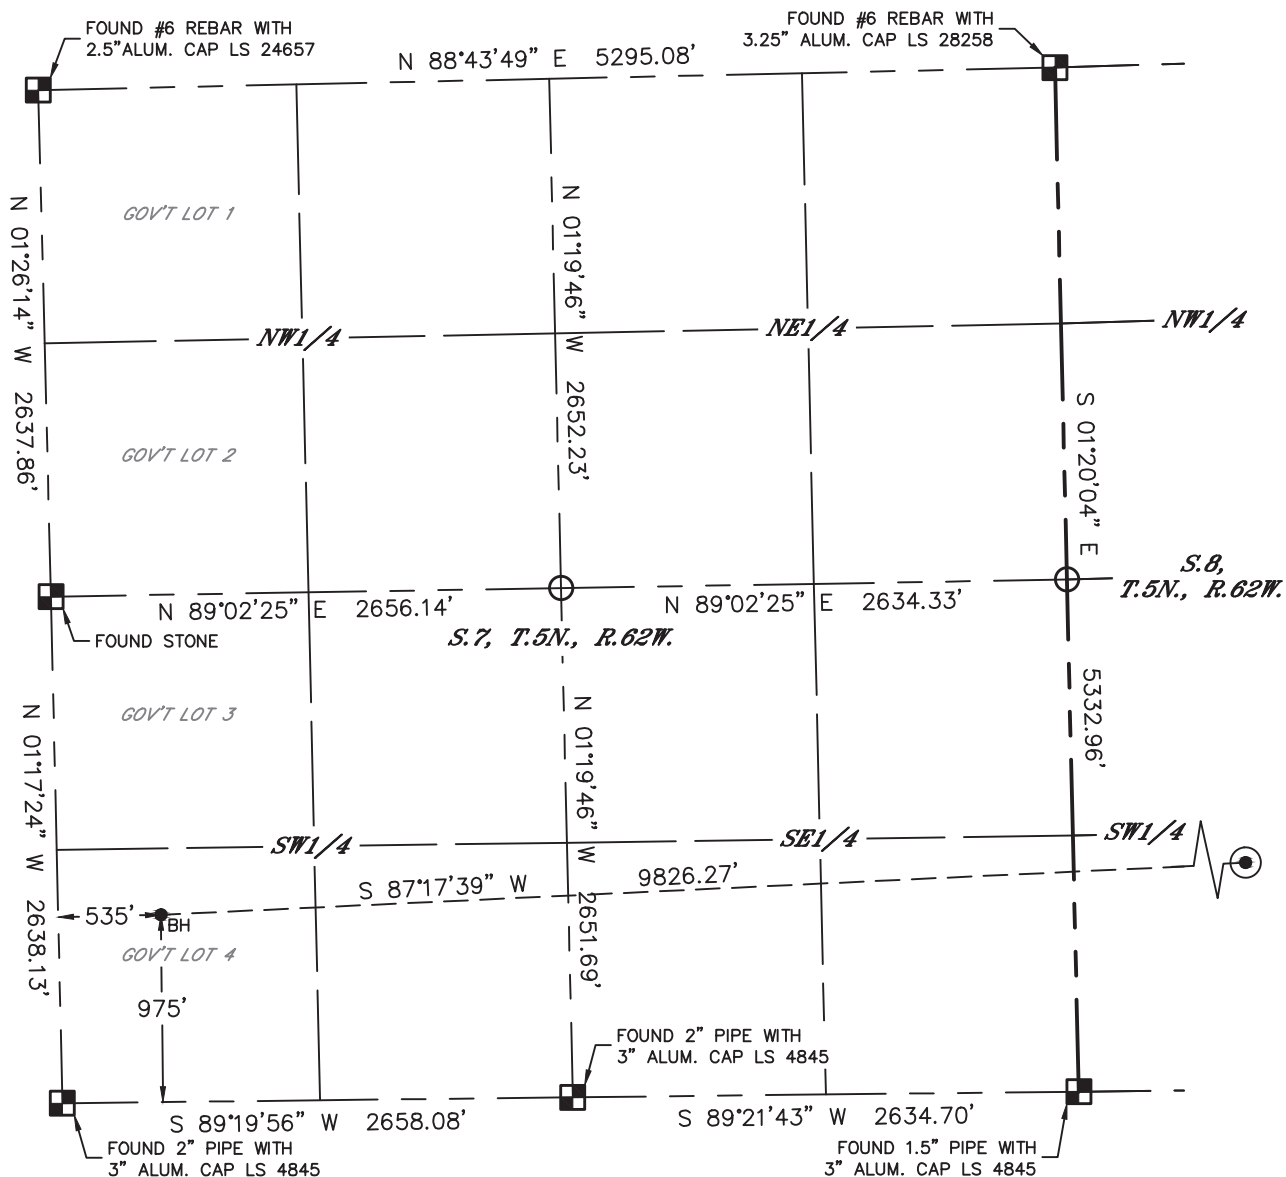 FOUND #6 REBAR WITH
2.5"ALUM. CAP LS 24657
FOUND #6 REBAR WITH
3.25" ALUM. CAP LS 28258
N 88°43'49" E 5295.08'
N 01°26'14" W 2637.86'
GOV'T LOT 1
N 01°19'46" W 2652.23'
NW1/4
NE1/4
NW1/4
S 01°20'04" E 5332.96'
GOV'T LOT 2
N 89°02'25" E 2656.14'
N 89°02'25" E 2634.33'
S.8,
T.5N., R.62W.
FOUND STONE
S.7, T.5N., R.62W.
N 01°17'24" W 2638.13'
GOV'T LOT 3
N 01°19'46" W 2651.69'
SW1/4
SE1/4
SW1/4
S 87°17'39" W 9826.27'
535'
BH
GOV'T LOT 4
975'
FOUND 2" PIPE WITH
3" ALUM. CAP LS 4845
S 89°19'56" W 2658.08'
S 89°21'43" W 2634.70'
FOUND 2" PIPE WITH
3" ALUM. CAP LS 4845
FOUND 1.5" PIPE WITH
3" ALUM. CAP LS 4845